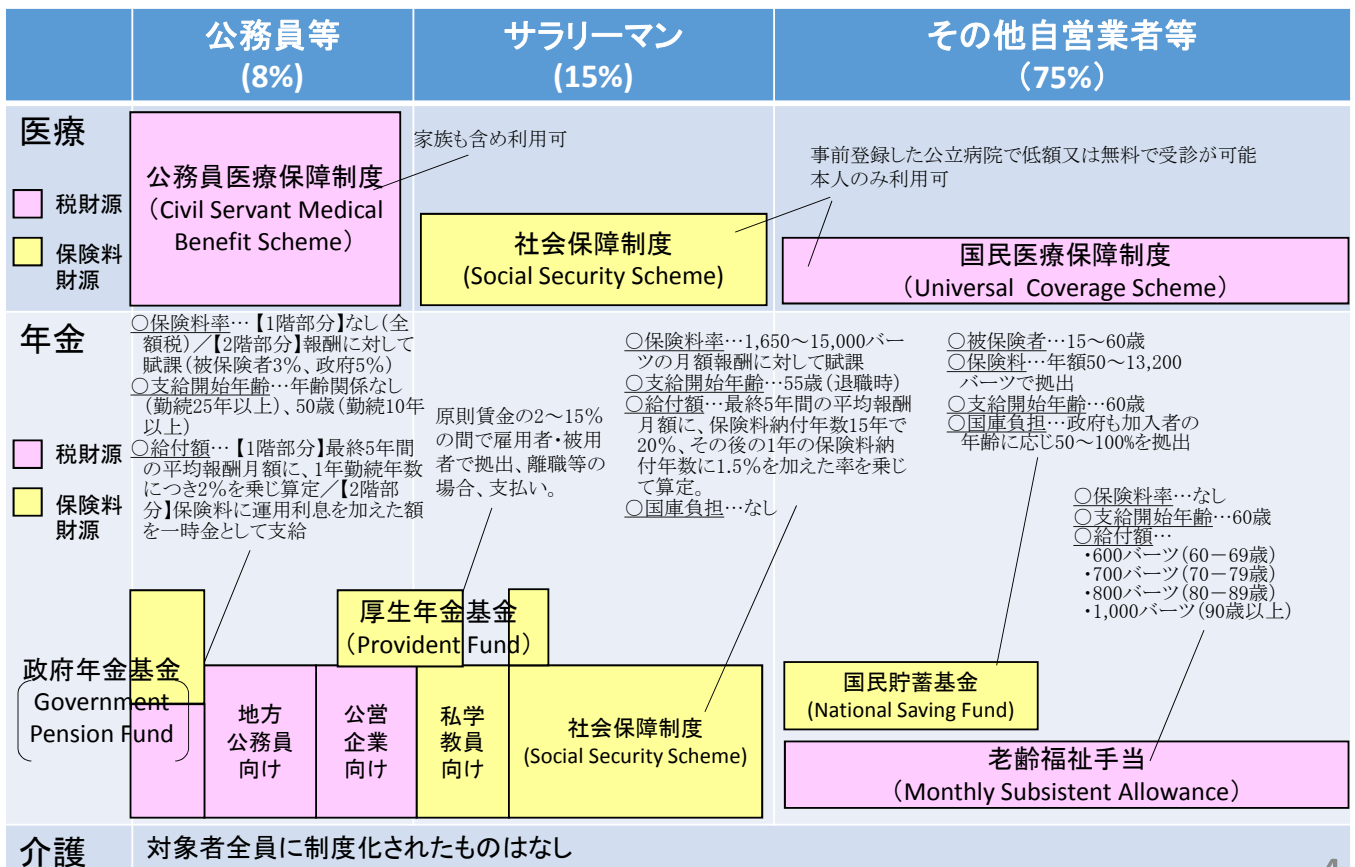 公務員等
(8%)
サラリーマン
(15%)
その他自営業者等
（75%）
医療
税財源
保険料
財源
公務員医療保障制度
（Civil Servant Medical
Benefit Scheme）
家族も含め利用可
社会保障制度
(Social Security Scheme)
事前登録した公立病院で低額又は無料で受診が可能
本人のみ利用可
国民医療保障制度
（Universal Coverage Scheme）
年金
税財源
保険料
財源
○保険料率…【1階部分】なし（全
額税）／【2階部分】報酬に対して
賦課（被保険者3%、政府5%）
○支給開始年齢…年齢関係なし
（勤続25年以上）、50歳（勤続10年
以上）
○給付額…【1階部分】最終5年間
の平均報酬月額に、1年勤続年数
につき2%を乗じ算定／【2階部
分】保険料に運用利息を加えた額
を一時金として支給
原則賃金の2～15%
の間で雇用者・被用
者で拠出、離職等の
場合、支払い。
○保険料率…1,650～15,000バー
ツの月額報酬に対して賦課
○支給開始年齢…55歳（退職時）
○給付額…最終5年間の平均報酬
月額に、保険料納付年数15年で
20%、その後の1年の保険料納
付年数に1.5%を加えた率を乗じ
て算定。
○国庫負担…なし
○被保険者…15～60歳
○保険料…年額50～13,200
バーツで拠出
○支給開始年齢…60歳
○国庫負担…政府も加入者の
年齢に応じ50～100%を拠出
○保険料率…なし
○支給開始年齢…60歳
○給付額…
・600バーツ（60－69歳）
・700バーツ（70－79歳）
・800バーツ（80－89歳）
・1,000バーツ（90歳以上）
政府年金基金
Government
Pension Fund
地方
公務員
向け
公営
企業
向け
厚生年金基金
（Provident Fund）
私学
教員
向け
社会保障制度
(Social Security Scheme)
国民貯蓄基金
(National Saving Fund)
老齢福祉手当
（Monthly Subsistent Allowance）
介護
対象者全員に制度化されたものはなし